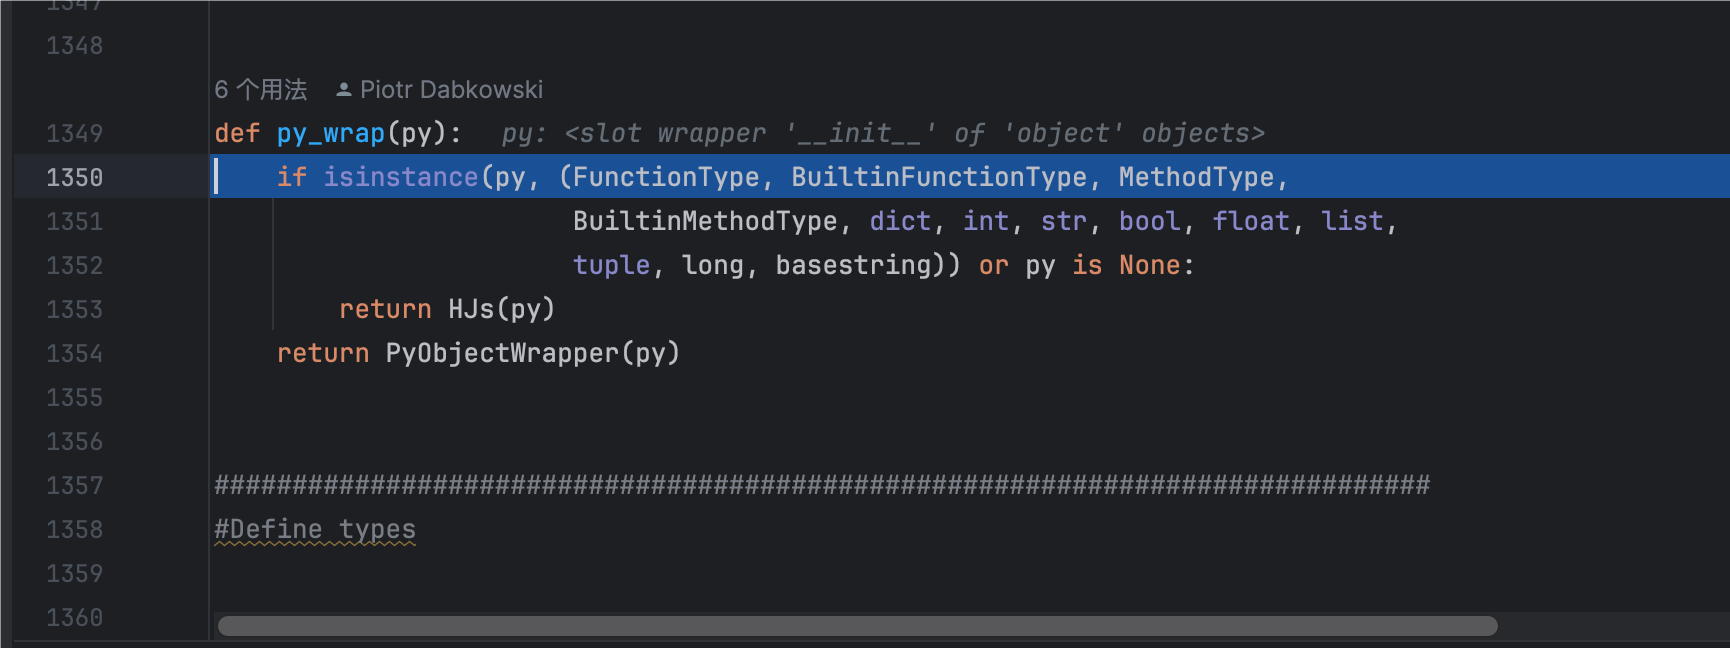 1347
1348
6 个用法 Piotr Dabkowski
1349 def py_wrap(py): py: <slot wrapper '__init__' of 'object' objects>
1350 if isinstance(py, (FunctionType, BuiltinFunctionType, MethodType,
1351 BuiltinMethodType, dict, int, str, bool, float, list,
1352 tuple, long, basestring)) or py is None:
1353 return HJs(py)
1354 return PyObjectWrapper(py)
1355
1356
1357 ##############################################################################
1358 #Define types
1359
1360